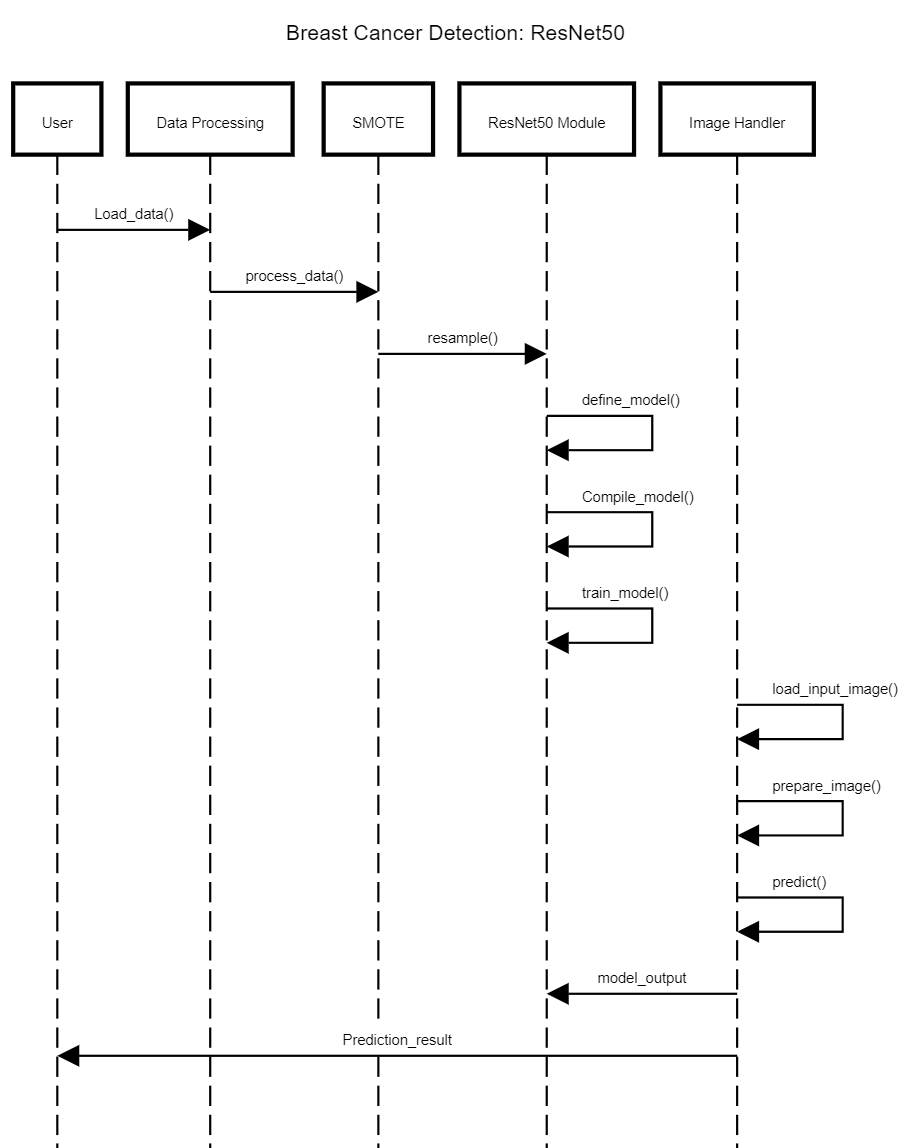 Breast Cancer Detection: ResNet50
User
Data Processing
SMOTE
ResNet50 Module
Image Handler
Load_data()
process_data()
resample()
define_model()
Compile_model()
train_model()
load_input_image()
prepare_image()
predict()
model_output
Prediction_result